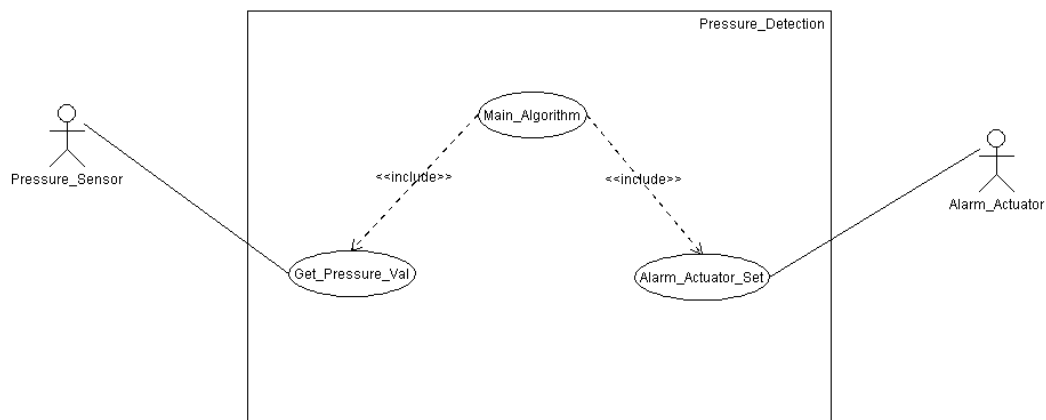 Pressure_Detection
Main_Algorithm
Pressure_Sensor
<<include>>
<<include>>
Alarm_Actuator
Get_Pressure_Val
Alarm_Actuator_Set